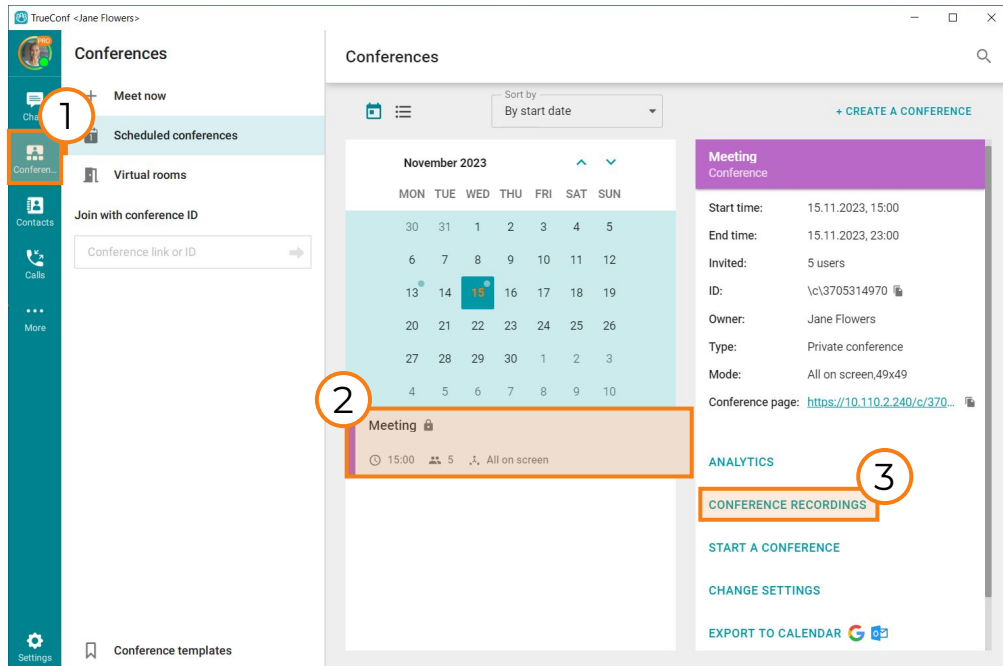 TrueConf <Jane Flowers>
PRO
Conferences
Conferences
1
Meet now
Scheduled conferences
Virtual rooms
Conferen...
Contacts
Calls
More
Settings
Join with conference ID
Conference link or ID
Conference templates
Sort by
By start date
+ CREATE A CONFERENCE
November 2023
MON TUE WED THU FRI SAT SUN
30 31 1 2 3 4 5
6 7 8 9 10 11 12
13 14 15 16 17 18 19
20 21 22 23 24 25 26
27 28 29 30 1 2 3
4 5 6 7 8 9 10
2
Meeting
15:00 5 All on screen
Meeting
Conference
Start time: 15.11.2023, 15:00
End time: 15.11.2023, 23:00
Invited: 5 users
ID: \c\3705314970
Owner: Jane Flowers
Type: Private conference
Mode: All on screen,49x49
Conference page: https://10.110.2.240/c/370...
ANALYTICS
3
CONFERENCE RECORDINGS
START A CONFERENCE
CHANGE SETTINGS
EXPORT TO CALENDAR